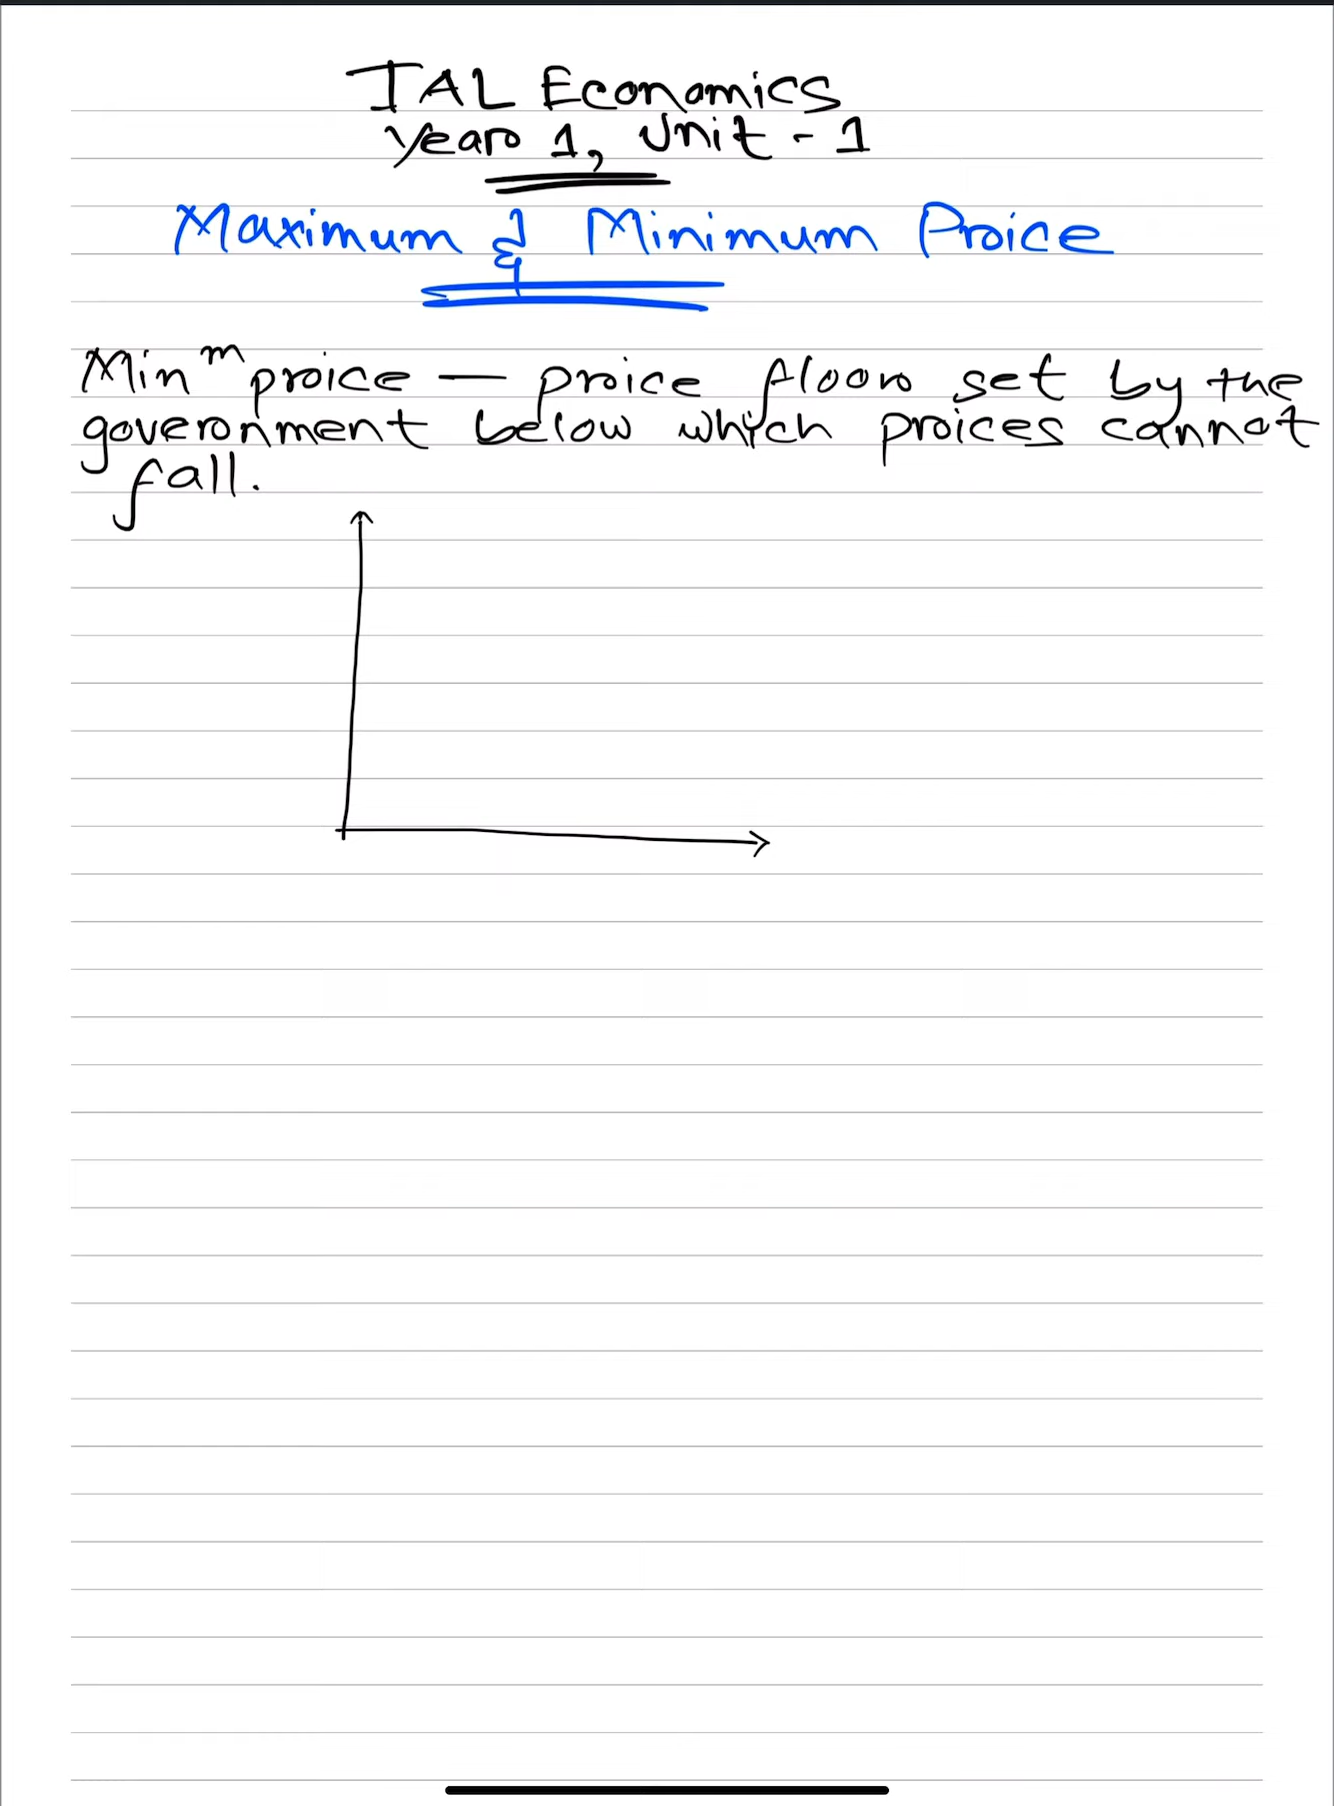 IAL Economics
Year 1, Unit - 1
Maximum & Minimum Price
Minᵐ price — price floor set by the
government below which prices cannot
fall.